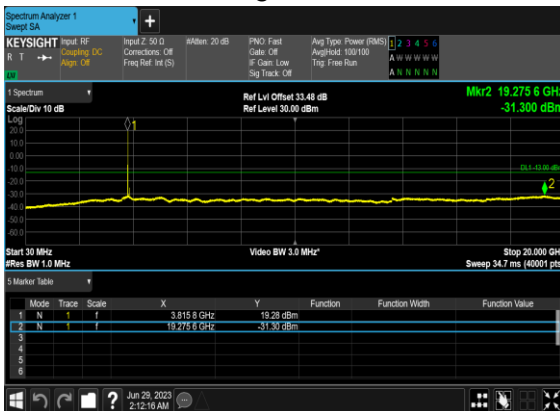 Spectrum Analyzer 1
Swept SA
+
KEYSIGHT Input: RF Input Z: 50 Ω #Atten: 20 dB PNO: Fast Avg Type: Power (RMS) 1 2 3 4 5 6
R T Coupling: DC Corrections: Off Gate: Off Avg|Hold: 100/100 A W W W W W
Align: Off Freq Ref: Int (S) IF Gain: Low Trig: Free Run
Sig Track: Off A N N N N N
LV
1 Spectrum Ref Lvl Offset 33.48 dB Mkr2 19.275 6 GHz
Scale/Div 10 dB Ref Level 30.00 dBm -31.300 dBm
Log
20.0
10.0
0.00
-10.0
-20.0
-30.0
-40.0
-50.0
-60.0
1
DL1 -13.00 dBm
2
Start 30 MHz Video BW 3.0 MHz* Stop 20.000 GH
#Res BW 1.0 MHz Sweep 34.7 ms (40001 pts
5 Marker Table
Mode Trace Scale X Y Function Function Width Function Value
1 N 1 f 3.815 8 GHz 19.28 dBm
2 N 1 f 19.275 6 GHz -31.30 dBm
3
4
5
6
? Jun 29, 2023
2:12:16 AM